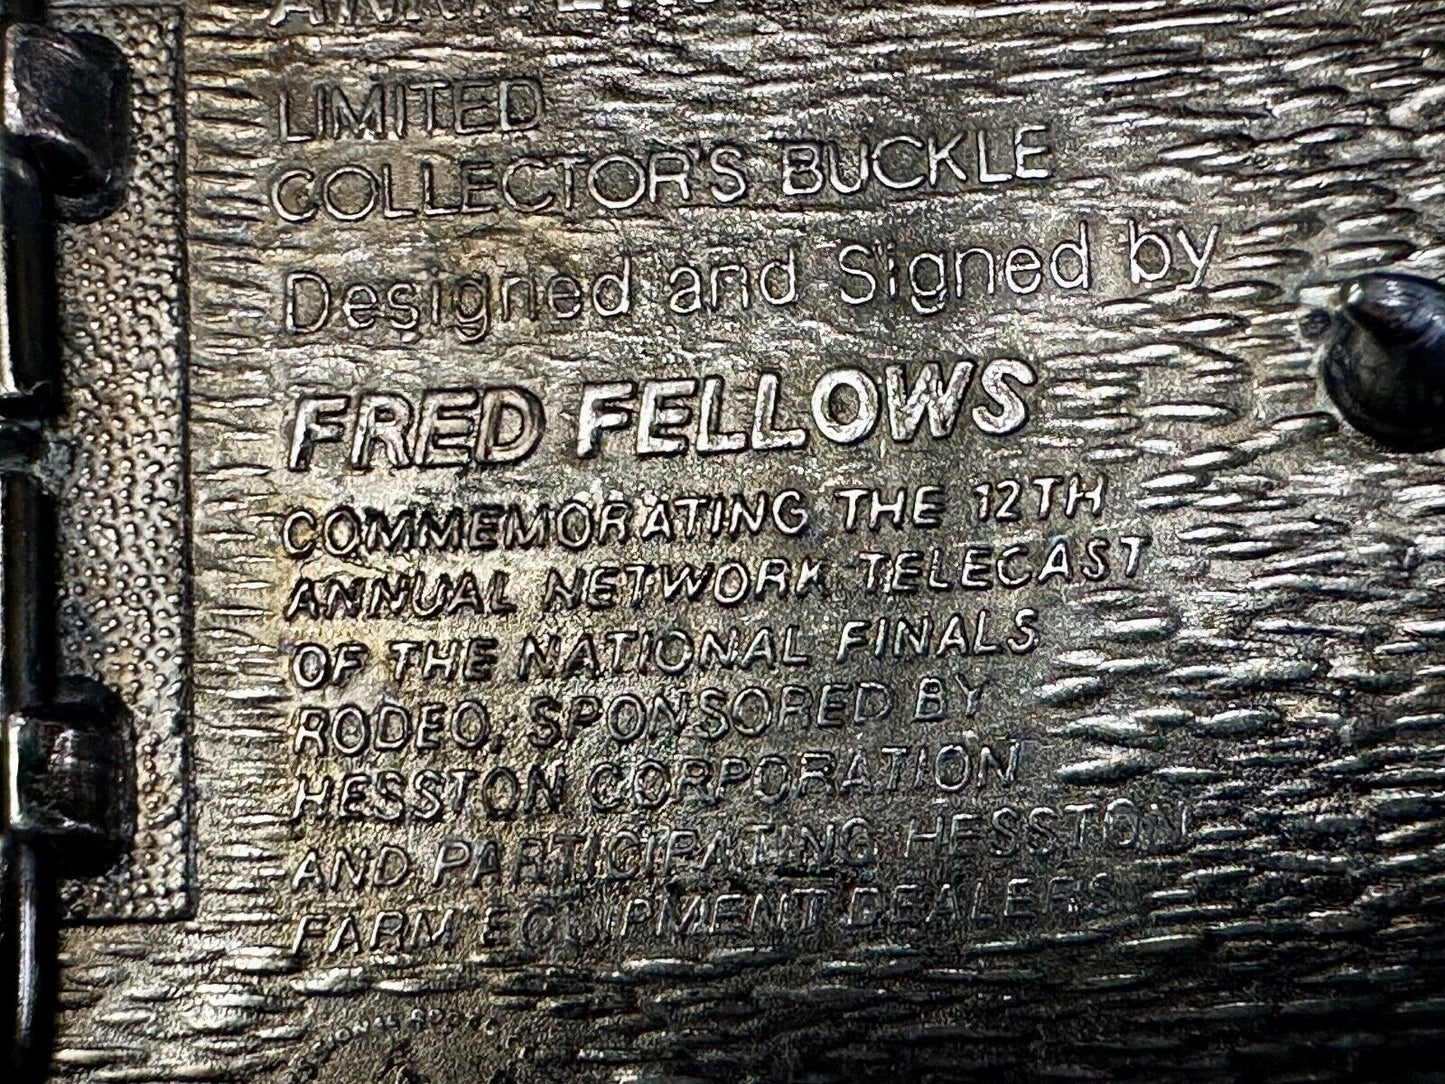 LIMITED
COLLECTOR'S BUCKLE
Designed and Signed by
FRED FELLOWS
COMMEMORATING THE 12TH
ANNUAL NETWORK TELECAST
OF THE NATIONAL FINALS
RODEO, SPONSORED BY
HESSTON CORPORATION
AND PARTICIPATING HESSTON
FARM EQUIPMENT DEALERS